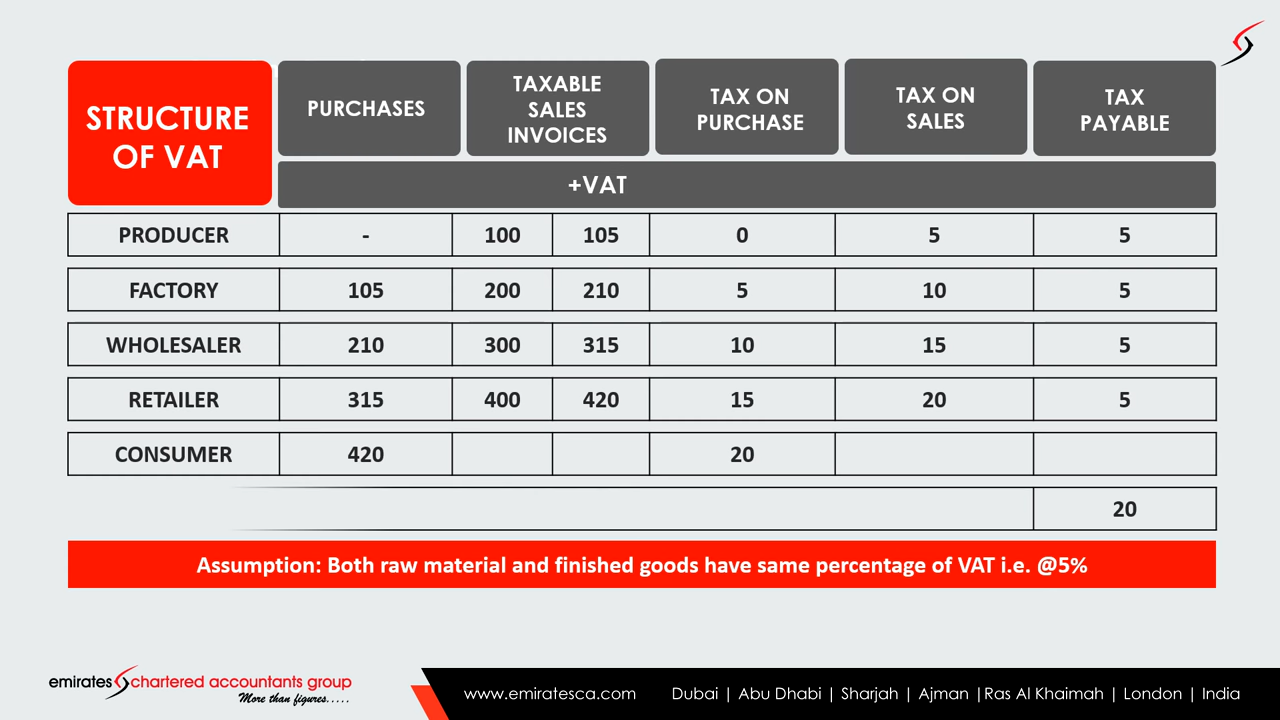 STRUCTURE
OF VAT
PURCHASES
TAXABLE
SALES
INVOICES
TAX ON
PURCHASE
TAX ON
SALES
TAX
PAYABLE
+VAT
PRODUCER - 100 105 0 5 5
FACTORY 105 200 210 5 10 5
WHOLESALER 210 300 315 10 15 5
RETAILER 315 400 420 15 20 5
CONSUMER 420 20
20
Assumption: Both raw material and finished goods have same percentage of VAT i.e. @5%
emirates chartered accountants group
More than figures.....
www.emiratesca.com Dubai | Abu Dhabi | Sharjah | Ajman |Ras Al Khaimah | London | India